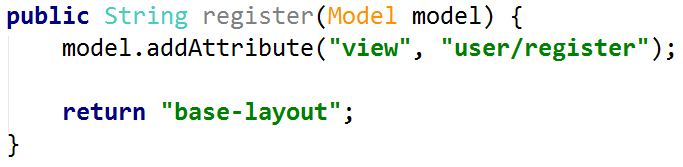 public String register(Model model) {
    model.addAttribute("view", "user/register");
    return "base-layout";
}